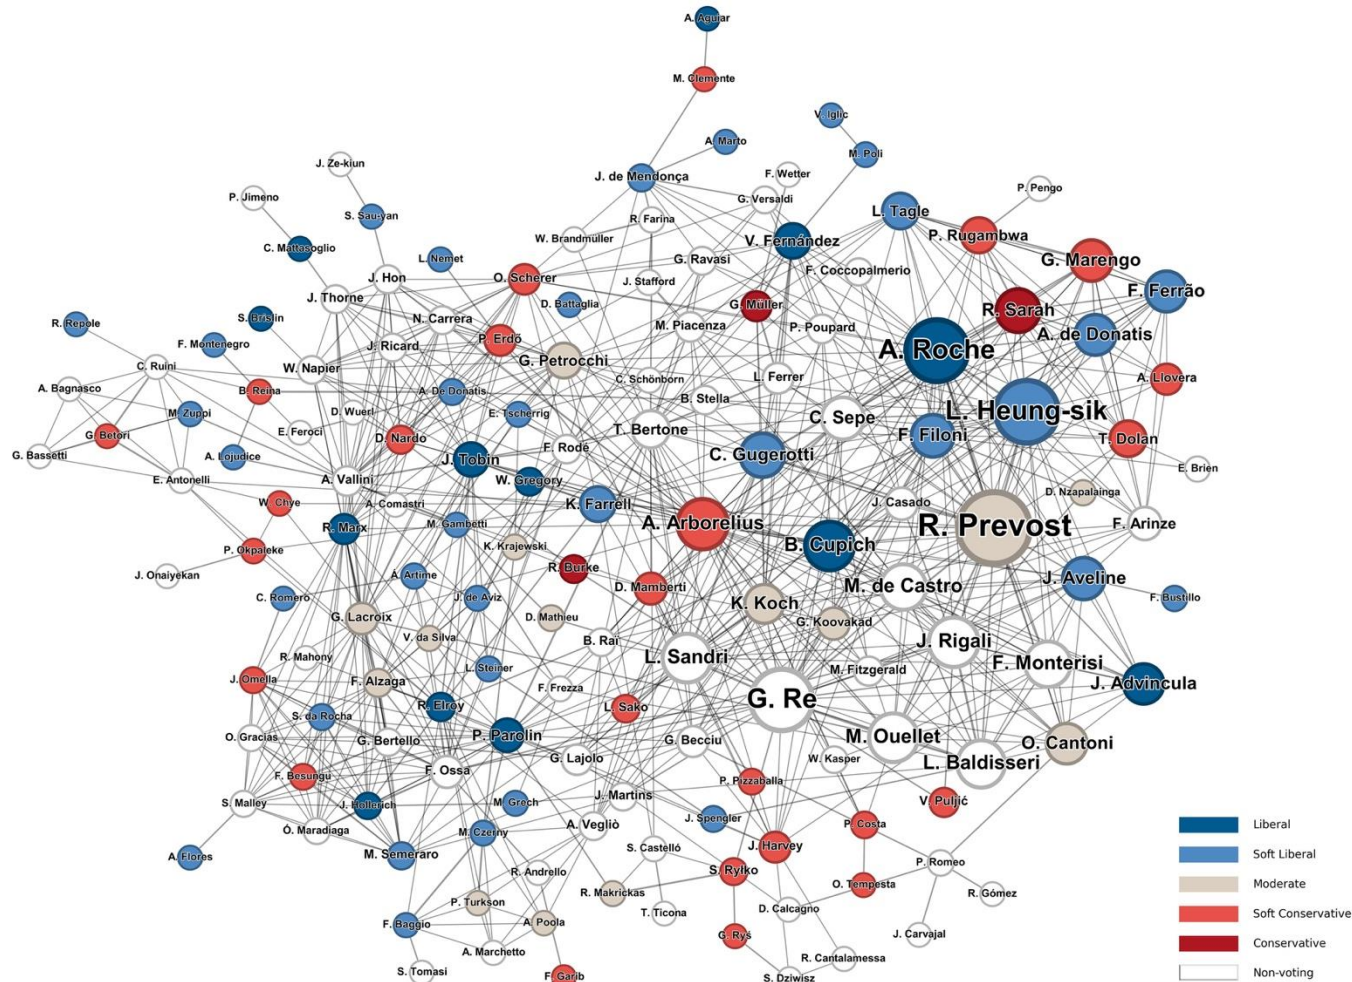 A. Aguiar
M. Clemente
V. Iglic
A. Marto
M. Poli
J. Ze-kiun
F. Wetter
J. de Mendonça
P. Pengo
P. Jimeno
G. Versaldi
L. Tagle
S. Sau-yan
R. Farina
P. Rugambwa
W. Brandmüller
V. Fernández
C. Mattasoglio
L. Nemet
G. Ravasi
G. Marengo
F. Coccopalmerio
J. Hon
O. Scherer
J. Stafford
F. Ferrão
J. Thorne
D. Battaglia
G. Müller
R. Sarah
S. Brislin
N. Carrera
R. Repole
M. Piacenza
P. Poupard
A. de Donatis
P. Erdő
F. Montenegro
J. Ricard
A. Roche
G. Petrocchi
C. Ruini
W. Napier
L. Ferrer
A. Llovera
C. Schönborn
A. Bagnasco
B. Reina
A. De Donatis
B. Stella
M. Zuppi
D. Wuerl
E. Tscherrig
L. Heung-sik
C. Sepe
E. Feroci
T. Bertone
G. Betori
F. Filoni
D. Nardo
T. Dolan
F. Rodé
G. Bassetti
A. Lojudice
J. Tobin
C. Gugerotti
E. Brien
E. Antonelli
A. Vallini
W. Gregory
D. Nzapalainga
W. Chye
A. Comastri
K. Farrell
J. Casado
R. Marx
M. Gambetti
A. Arborelius
R. Prevost
F. Arinze
P. Okpaleke
K. Krajewski
B. Cupich
J. Onaiyekan
R. Burke
A. Artime
D. Mamberti
M. de Castro
J. Aveline
C. Romero
J. de Aviz
K. Koch
F. Bustillo
G. Lacroix
D. Mathieu
G. Koovakad
V. da Silva
B. Raï
J. Rigali
R. Mahony
L. Sandri
F. Monterisi
L. Steiner
M. Fitzgerald
J. Omella
F. Alzaga
J. Advincula
F. Frezza
R. Elroy
L. Sako
G. Re
S. da Rocha
O. Gracias
P. Parolin
G. Bertello
G. Becciu
M. Ouellet
O. Cantoni
G. Lajolo
W. Kasper
L. Baldisseri
F. Ossa
F. Besungu
P. Pizzaballa
J. Martins
V. Puljić
S. Malley
J. Hollerich
M. Grech
J. Spengler
P. Costa
Ó. Maradiaga
M. Czerny
A. Vegliò
Liberal
J. Harvey
A. Flores
M. Semeraro
S. Castelló
Soft Liberal
P. Romeo
R. Andrello
S. Ryłko
O. Tempesta
Moderate
R. Makrickas
R. Gómez
P. Turkson
D. Calcagno
T. Ticona
Soft Conservative
F. Baggio
A. Poola
G. Ryś
J. Carvajal
Conservative
A. Marchetto
R. Cantalamessa
S. Tomasi
F. Garib
S. Dziwisz
Non-voting